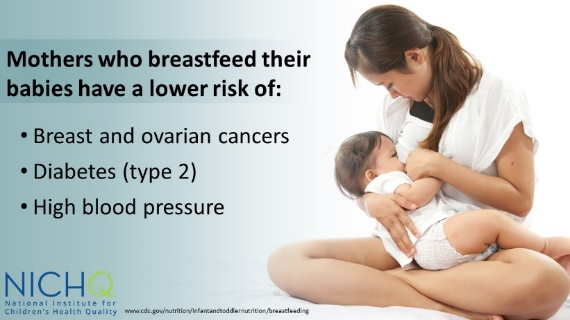 Mothers who breastfeed their
babies have a lower risk of:
• Breast and ovarian cancers
• Diabetes (type 2)
• High blood pressure
NICHQ
National Institute for
Children's Health Quality
www.cdc.gov/nutrition/infantandtoddlernutrition/breastfeeding